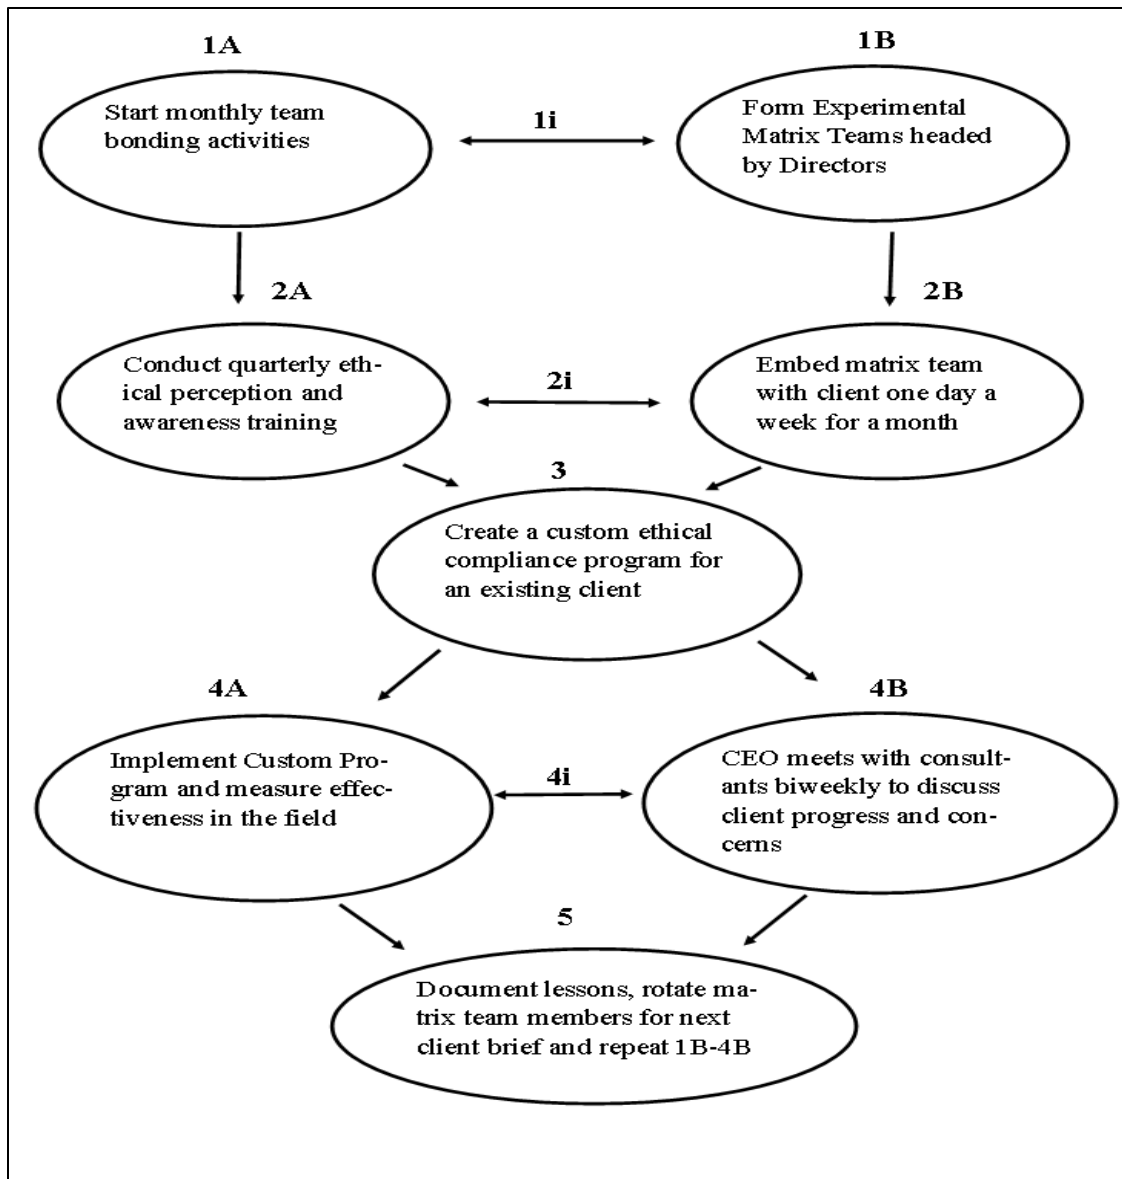 1A
1B
Start monthly team
bonding activities
1i
Form Experimental
Matrix Teams headed
by Directors
2A
2B
Conduct quarterly eth-
ical perception and
awareness training
2i
Embed matrix team
with client one day a
week for a month
3
Create a custom ethical
compliance program for
an existing client
4A
4B
Implement Custom Pro-
gram and measure effec-
tiveness in the field
4i
CEO meets with consult-
ants biweekly to discuss
client progress and con-
cerns
5
Document lessons, rotate ma-
trix team members for next
client brief and repeat 1B-4B